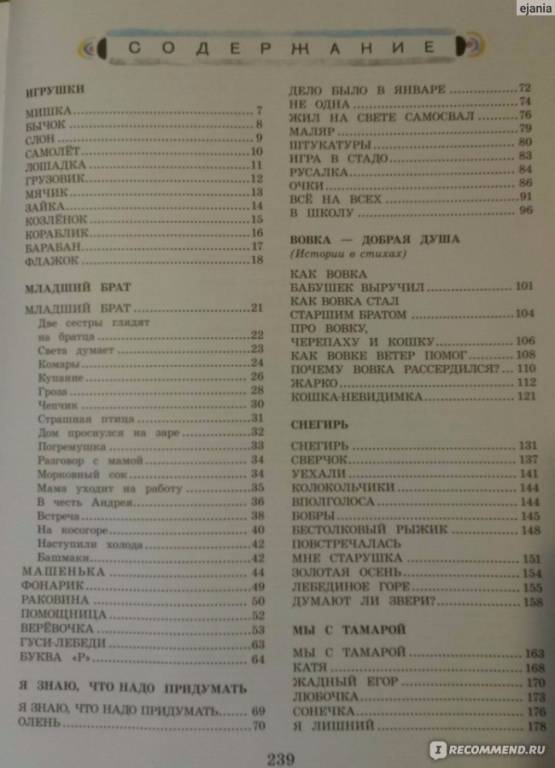 ejania
СОДЕРЖАНИЕ
ИГРУШКИ
МИШКА 7
БЫЧОК 8
СЛОН 9
САМОЛЁТ 10
ЛОШАДКА 11
ГРУЗОВИК 12
МЯЧИК 13
ЗАЙКА 14
КОЗЛЁНОК 15
КОРАБЛИК 16
БАРАБАН 17
ФЛАЖОК 18
МЛАДШИЙ БРАТ
МЛАДШИЙ БРАТ 21
Две сестры глядят
на братца 22
Света думает 23
Комары 24
Купание 26
Гроза 28
Чепчик 30
Страшная птица 31
Дом проснулся на заре 32
Погремушка 33
Разговор с мамой 34
Морковный сок 34
Мама уходит на работу 35
В честь Андрея 36
Встреча 38
На косогоре 40
Наступили холода 42
Башмаки 42
МАШЕНЬКА 44
ФОНАРИК 49
РАКОВИНА 50
ПОМОЩНИЦА 52
ВЕРЁВОЧКА 53
ГУСИ-ЛЕБЕДИ 63
БУКВА «Р» 64
Я ЗНАЮ, ЧТО НАДО ПРИДУМАТЬ
Я ЗНАЮ, ЧТО НАДО ПРИДУМАТЬ 69
ОЛЕНЬ 70
ДЕЛО БЫЛО В ЯНВАРЕ 72
НЕ ОДНА 74
ЖИЛ НА СВЕТЕ САМОСВАЛ 76
МАЛЯР 79
ШТУКАТУРЫ 80
ИГРА В СТАДО 83
РУСАЛКА 84
ОЧКИ 86
ВСЁ НА ВСЕХ 91
В ШКОЛУ 96
ВОВКА — ДОБРАЯ ДУША
(Истории в стихах)
КАК ВОВКА
БАБУШЕК ВЫРУЧИЛ 101
КАК ВОВКА СТАЛ
СТАРШИМ БРАТОМ 104
ПРО ВОВКУ,
ЧЕРЕПАХУ И КОШКУ 106
КАК ВОВКЕ ВЕТЕР ПОМОГ 108
ПОЧЕМУ ВОВКА РАССЕРДИЛСЯ? 110
ЖАРКО 112
КОШКА-НЕВИДИМКА 121
СНЕГИРЬ
СНЕГИРЬ 131
СВЕРЧОК 137
УЕХАЛИ 141
КОЛОКОЛЬЧИКИ 144
ВПОЛГОЛОСА 144
БОБРЫ 145
БЕСТОЛКОВЫЙ РЫЖИК 148
ПОВСТРЕЧАЛАСЬ
МНЕ СТАРУШКА 151
ЗОЛОТАЯ ОСЕНЬ 154
ЛЕБЕДИНОЕ ГОРЕ 155
ДУМАЮТ ЛИ ЗВЕРИ? 158
МЫ С ТАМАРОЙ
МЫ С ТАМАРОЙ 163
КАТЯ 168
ЖАДНЫЙ ЕГОР 170
ЛЮБОЧКА 173
СОНЕЧКА 176
Я ЛИШНИЙ 178
239
IRECOMMEND.RU